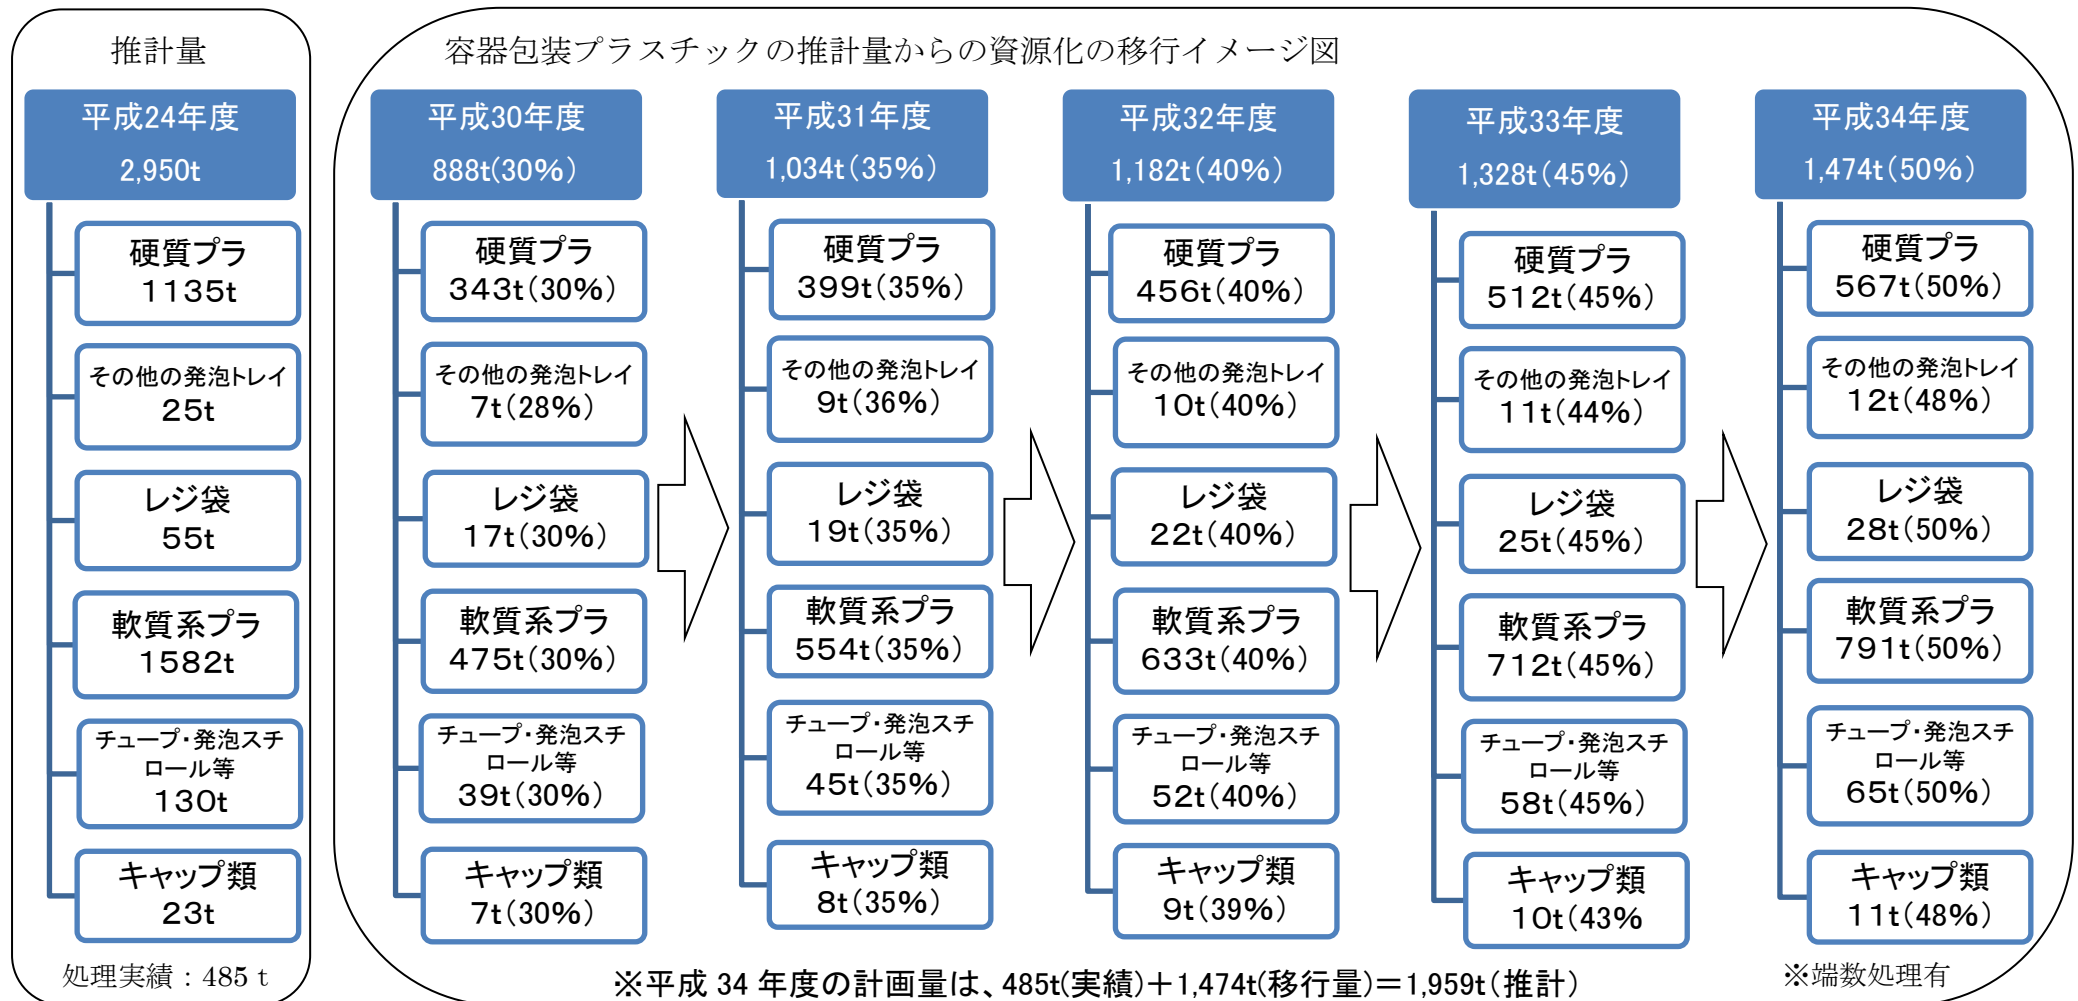 推計量
平成24年度
2,950t
硬質プラ
1135t
その他の発泡トレイ
25t
レジ袋
55t
軟質系プラ
1582t
チューブ・発泡スチ
ロール等
130t
キャップ類
23t
処理実績：485 t
容器包装プラスチックの推計量からの資源化の移行イメージ図
平成30年度
888t(30%)
硬質プラ
343t(30%)
その他の発泡トレイ
7t(28%)
レジ袋
17t(30%)
軟質系プラ
475t(30%)
チューブ・発泡スチ
ロール等
39t(30%)
キャップ類
7t(30%)
平成31年度
1,034t(35%)
硬質プラ
399t(35%)
その他の発泡トレイ
9t(36%)
レジ袋
19t(35%)
軟質系プラ
554t(35%)
チューブ・発泡スチ
ロール等
45t(35%)
キャップ類
8t(35%)
平成32年度
1,182t(40%)
硬質プラ
456t(40%)
その他の発泡トレイ
10t(40%)
レジ袋
22t(40%)
軟質系プラ
633t(40%)
チューブ・発泡スチ
ロール等
52t(40%)
キャップ類
9t(39%)
平成33年度
1,328t(45%)
硬質プラ
512t(45%)
その他の発泡トレイ
11t(44%)
レジ袋
25t(45%)
軟質系プラ
712t(45%)
チューブ・発泡スチ
ロール等
58t(45%)
キャップ類
10t(43%
平成34年度
1,474t(50%)
硬質プラ
567t(50%)
その他の発泡トレイ
12t(48%)
レジ袋
28t(50%)
軟質系プラ
791t(50%)
チューブ・発泡スチ
ロール等
65t(50%)
キャップ類
11t(48%)
※平成 34 年度の計画量は、485t(実績)＋1,474t(移行量)＝1,959t(推計)
※端数処理有